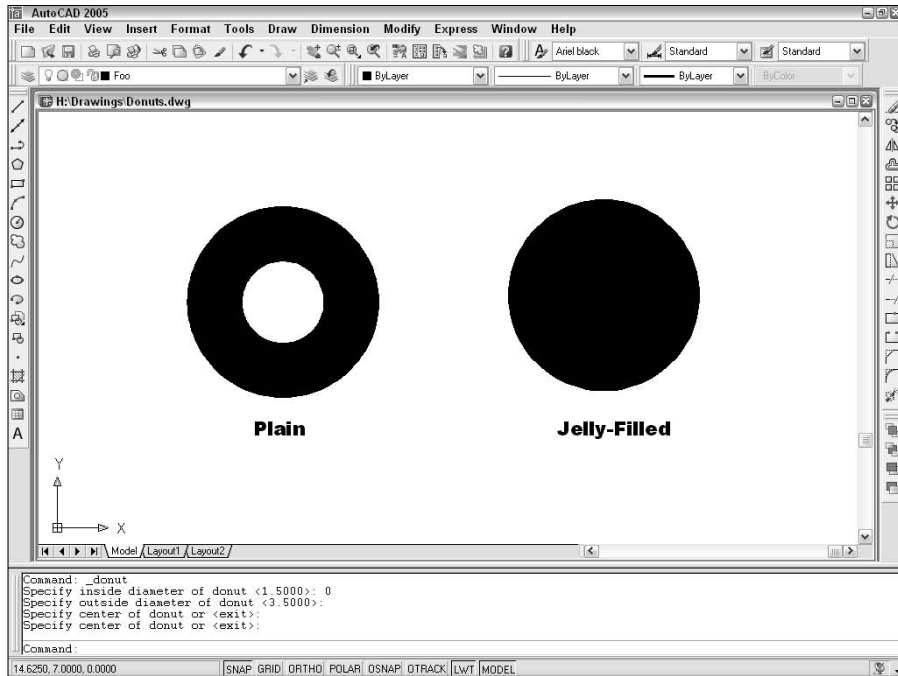 AutoCAD 2005
File Edit View Insert Format Tools Draw Dimension Modify Express Window Help
Ariel black Standard Standard
Foo ByLayer ByLayer ByLayer ByColor
H:\Drawings\Donuts.dwg
Plain Jelly-Filled
Y
X
A
Model Layout1 Layout2
Command: _donut
Specify inside diameter of donut <1.5000>: 0
Specify outside diameter of donut <3.5000>:
Specify center of donut or <exit>:
Specify center of donut or <exit>:
Command:
14.6250, 7.0000, 0.0000 SNAP GRID ORTHO POLAR OSNAP OTRACK LWT MODEL